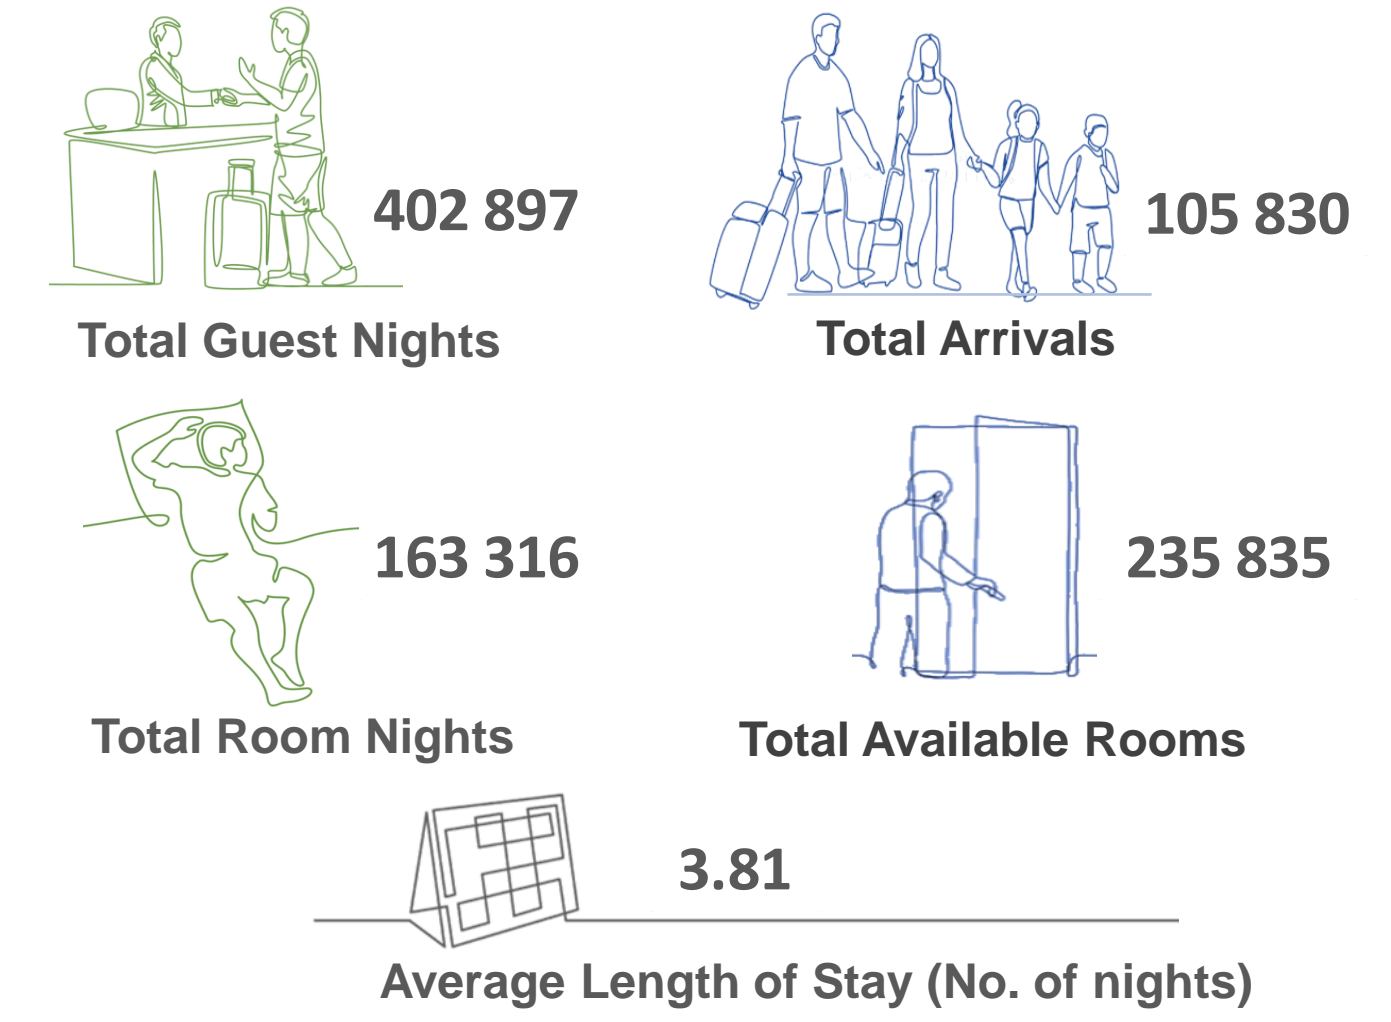 402 897
Total Guest Nights
105 830
Total Arrivals
163 316
Total Room Nights
235 835
Total Available Rooms
3.81
Average Length of Stay (No. of nights)